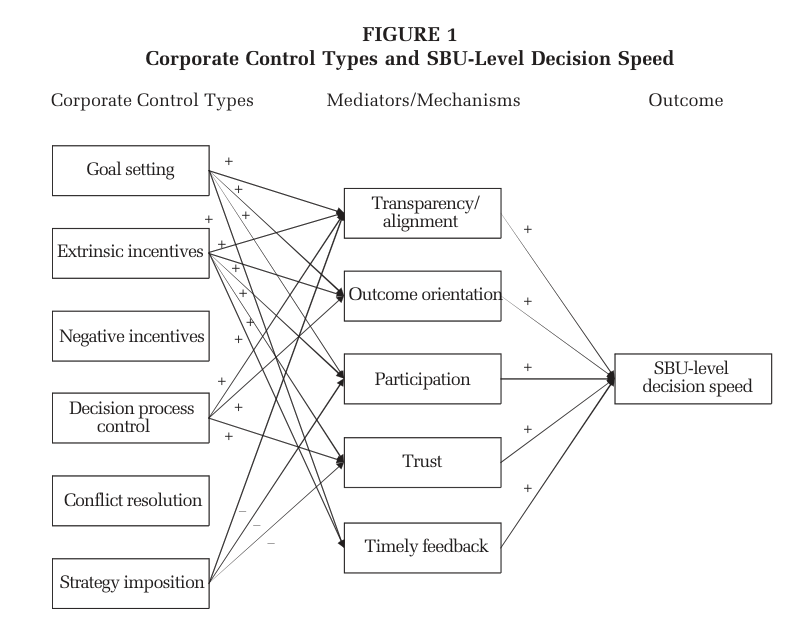 FIGURE 1
Corporate Control Types and SBU-Level Decision Speed
Corporate Control Types
Mediators/Mechanisms
Outcome
Goal setting
Extrinsic incentives
Negative incentives
Decision process
control
Conflict resolution
Strategy imposition
+
+
+
+
+
+
+
+
+
+
+
+
–
–
–
Transparency/
alignment
Outcome orientation
Participation
Trust
Timely feedback
+
+
+
+
+
SBU-level
decision speed